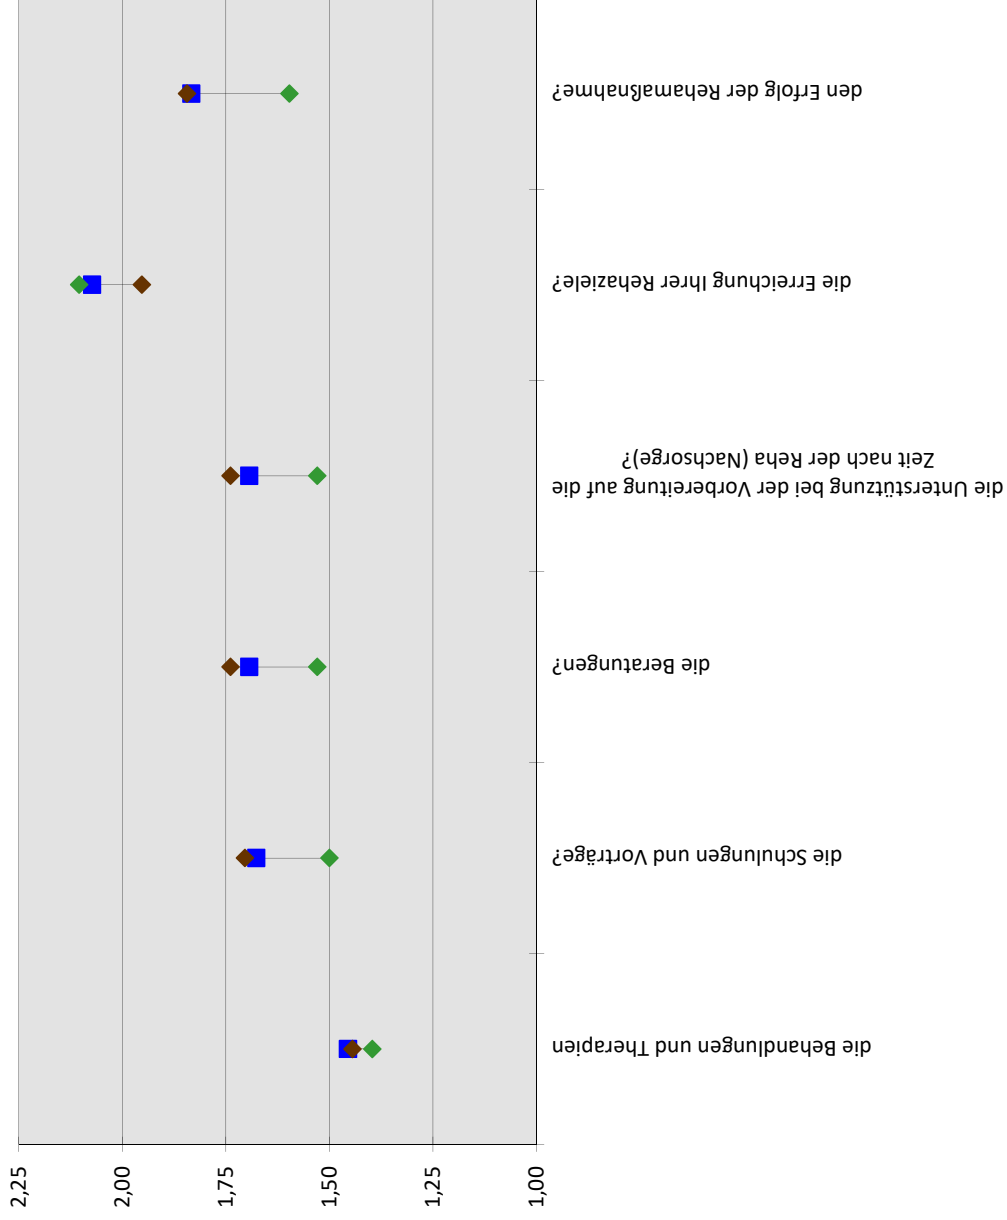 den Erfolg der Rehamaßnahme?
die Erreichung Ihrer Rehaziele?
die Unterstützung bei der Vorbereitung auf die
Zeit nach der Reha (Nachsorge)?
die Beratungen?
die Schulungen und Vorträge?
die Behandlungen und Therapien
2,25
2,00
1,75
1,50
1,25
1,00